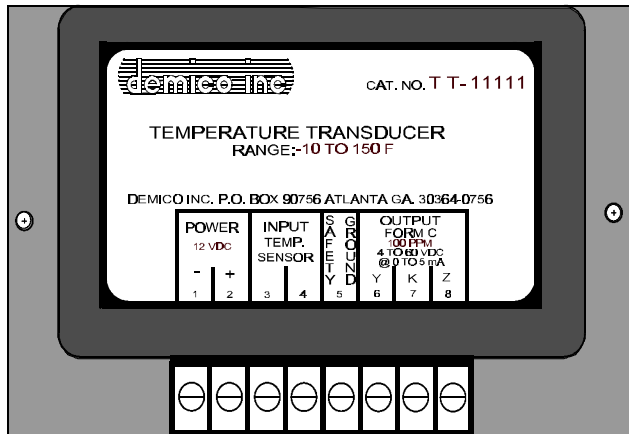 demico inc
CAT. NO. TT-11111
TEMPERATURE TRANSDUCER
RANGE:-10 TO 150 F
DEMICO INC. P.O. BOX 90756 ATLANTA GA. 30364-0756
POWER
12 VDC
- +
1 2
INPUT
TEMP.
SENSOR
3 4
SAFETY
GROUND
5
OUTPUT
FORM C
100 PPM
4 TO 60 VDC
@ 0 TO 5 mA
Y K Z
6 7 8